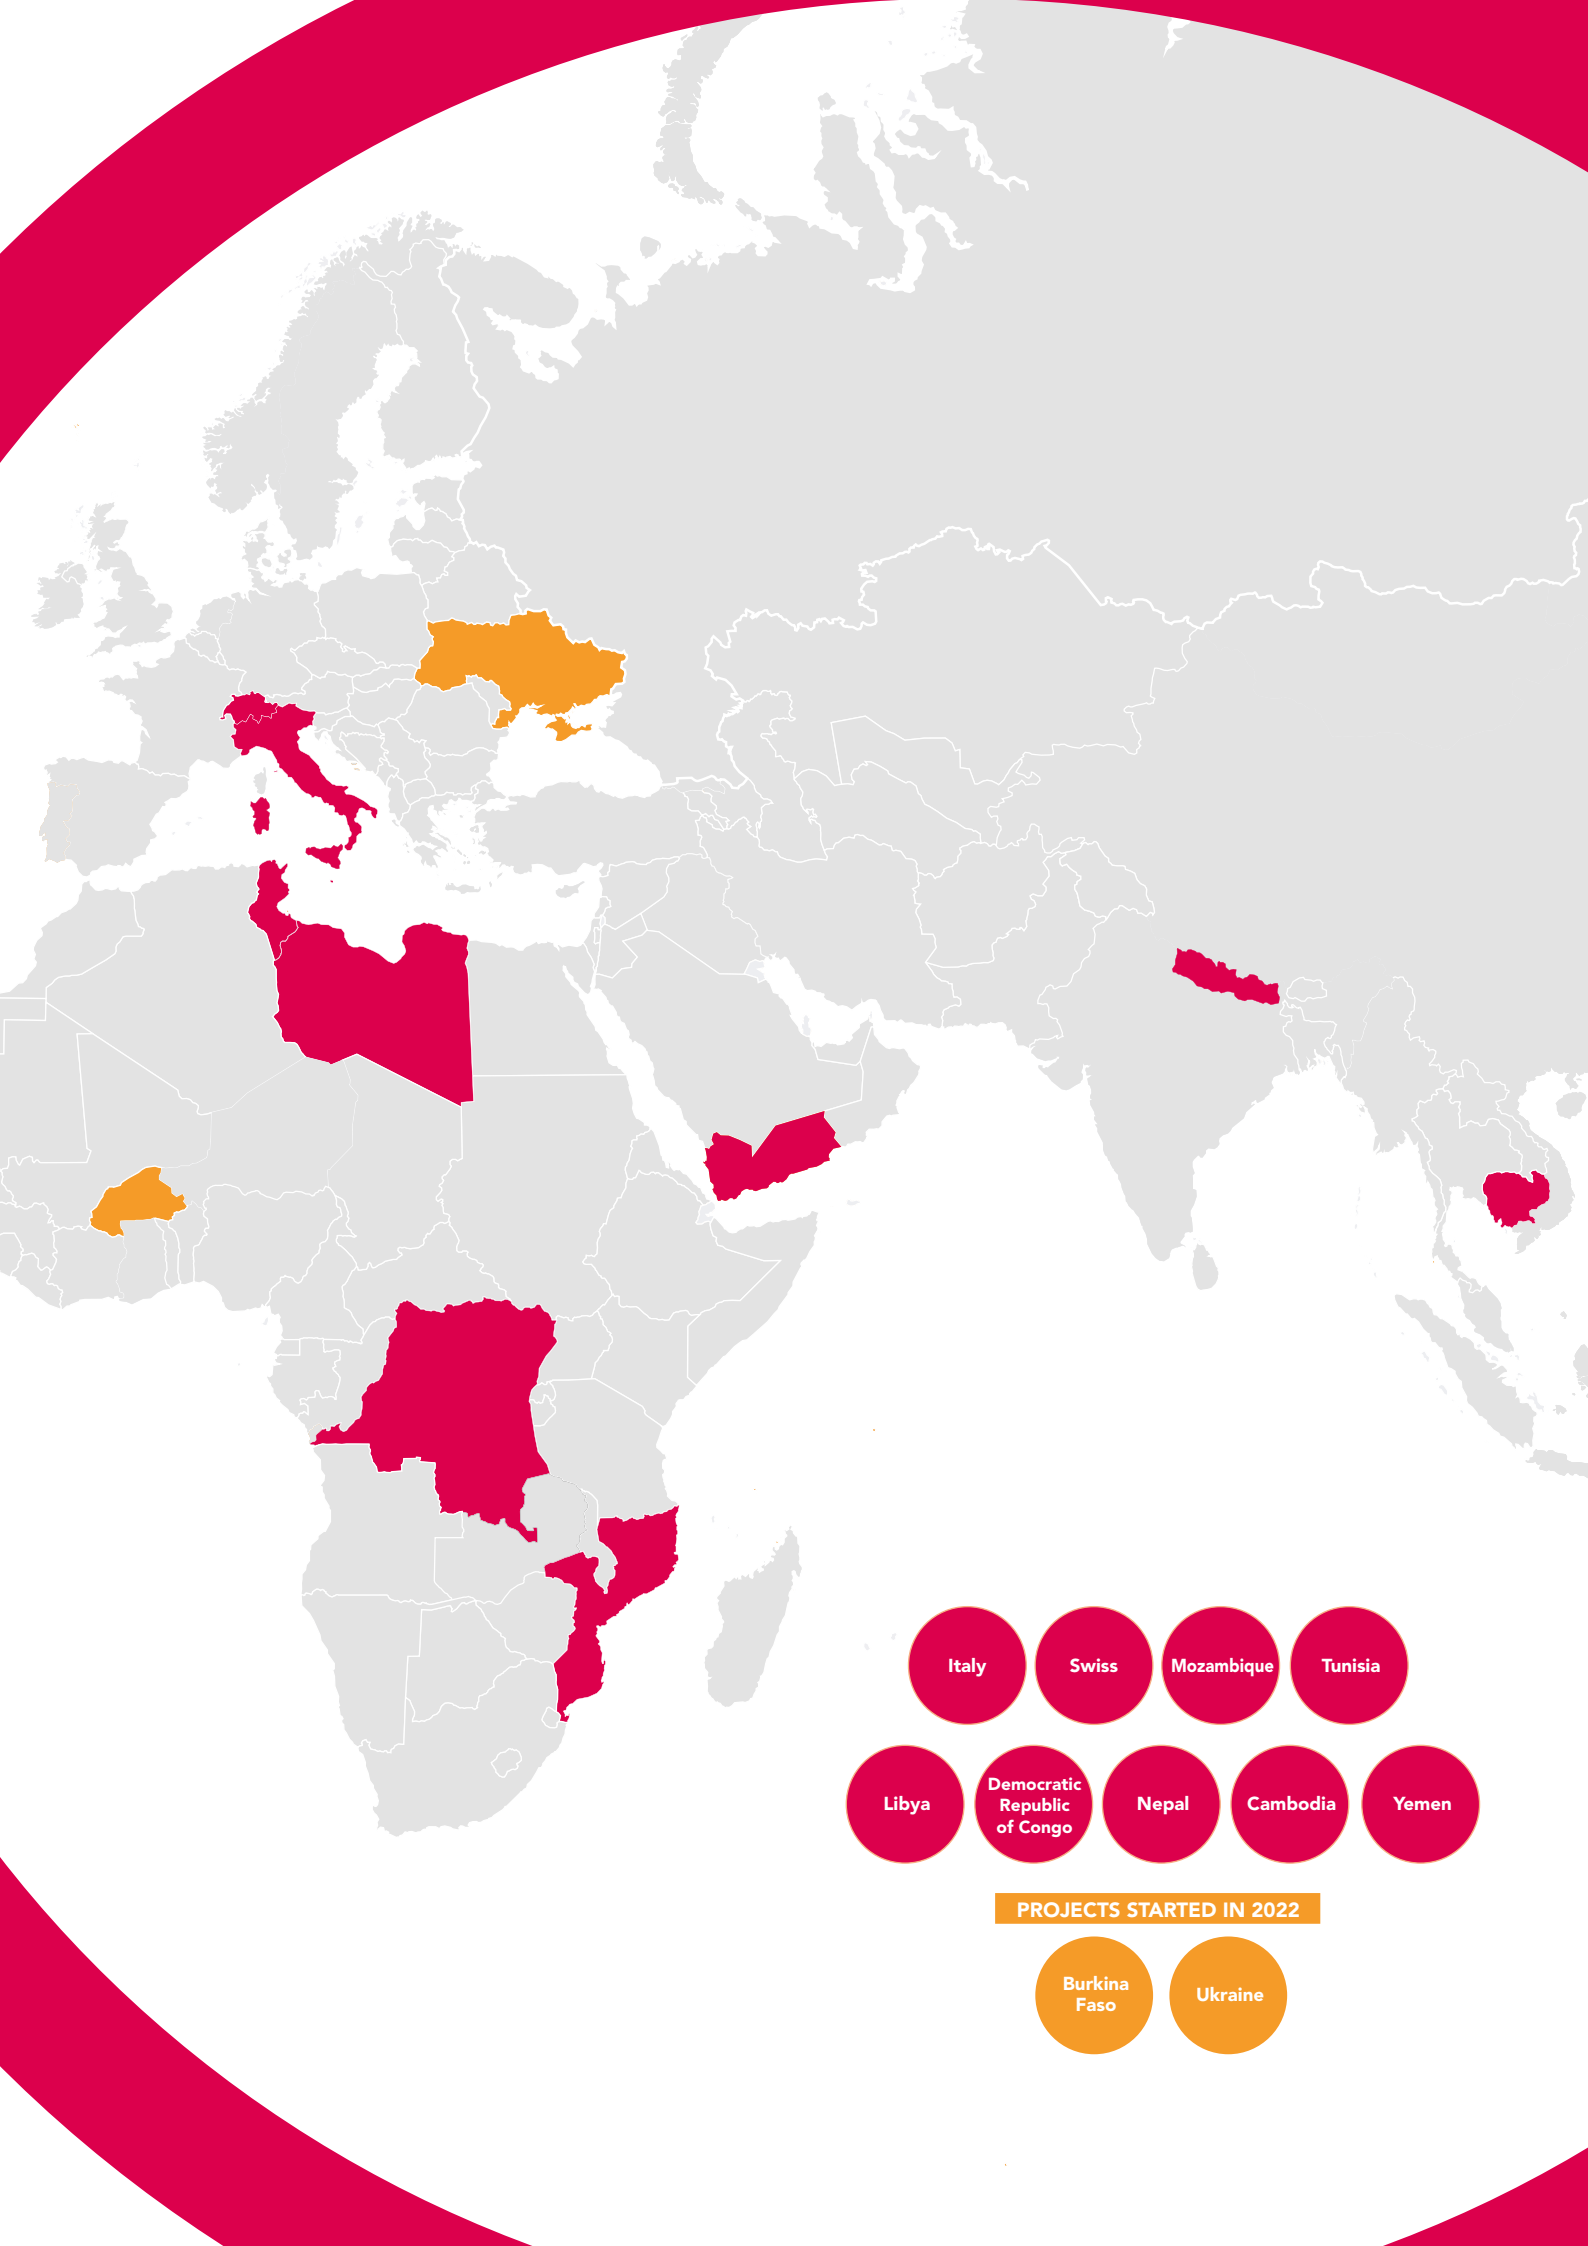 Italy
Swiss
Mozambique
Tunisia
Libya
Democratic
Republic
of Congo
Nepal
Cambodia
Yemen
PROJECTS STARTED IN 2022
Burkina
Faso
Ukraine